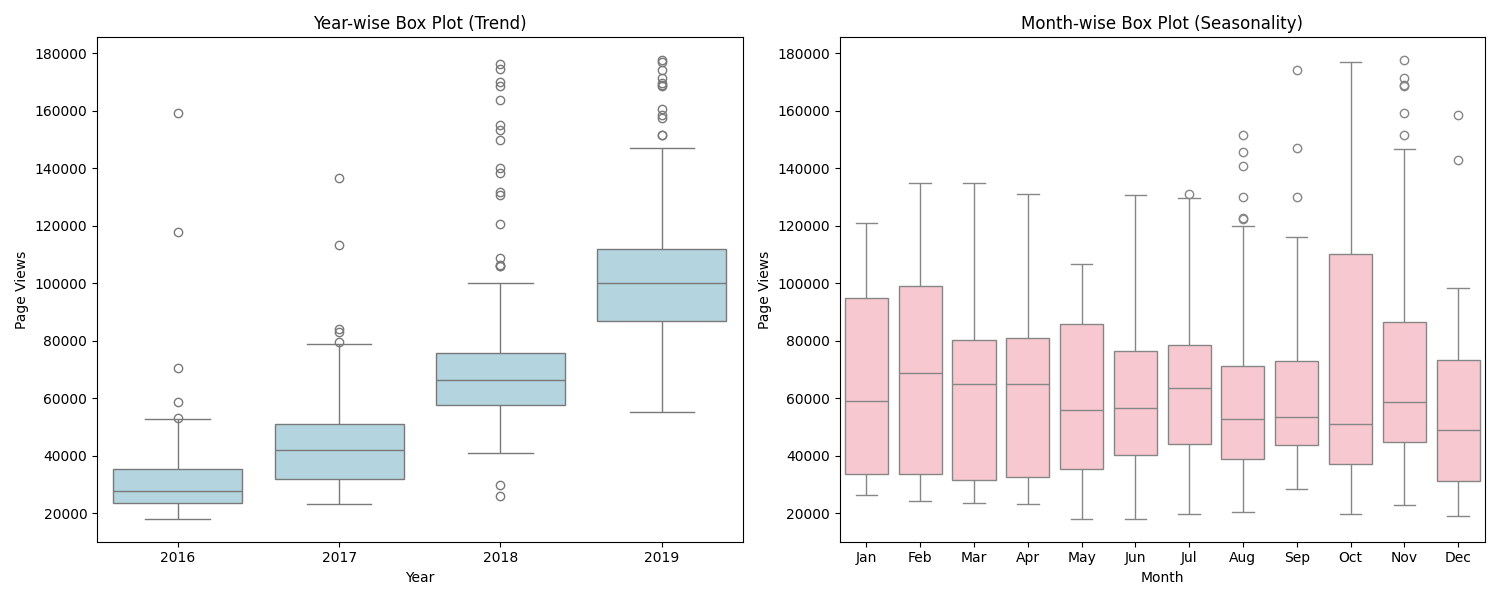 Year-wise Box Plot (Trend)
180000
160000
140000
120000
100000
80000
60000
40000
20000
Page Views
2016 2017 2018 2019
Year
Month-wise Box Plot (Seasonality)
180000
160000
140000
120000
100000
80000
60000
40000
20000
Page Views
Jan Feb Mar Apr May Jun Jul Aug Sep Oct Nov Dec
Month